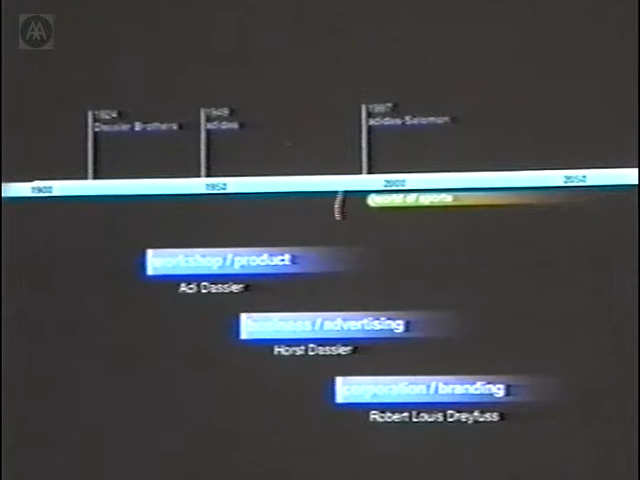 AA
1924
Dassler Brothers
1949
adidas
1997
adidas-Salomon
1900
1950
2000
2050
world of sports
workshop / product
Adi Dassler
business / advertising
Horst Dassler
corporation / branding
Robert Louis Dreyfuss